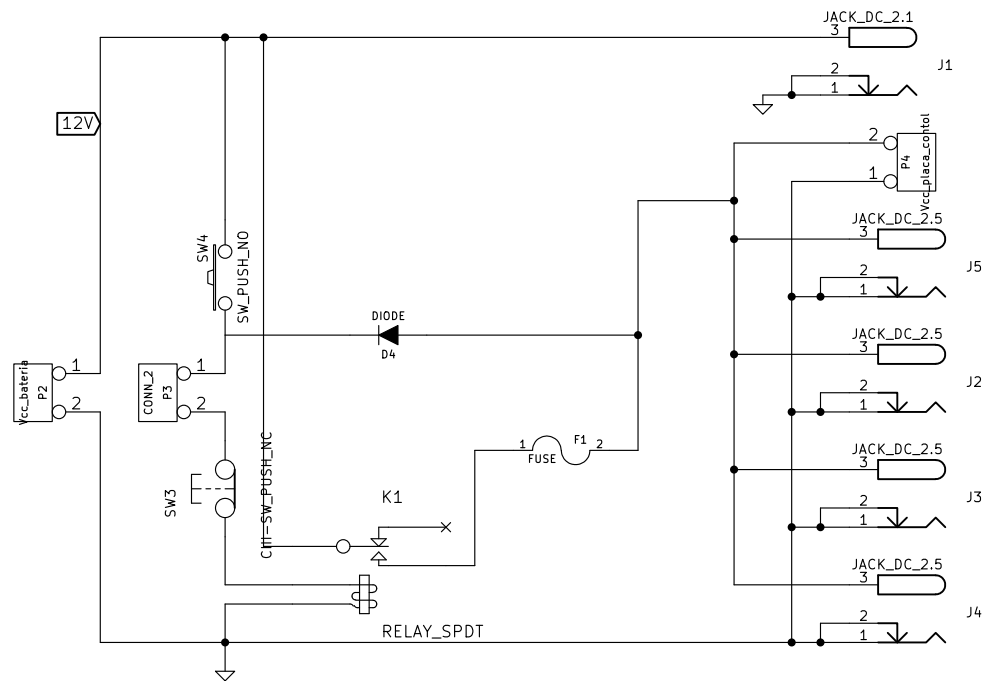 JACK_DC_2.1
3
J1
2
1
12V
2
P4
Vcc_placa_contol
1
JACK_DC_2.5
3
SW4
SW_PUSH_NO
J5
2
1
DIODE
D4
JACK_DC_2.5
3
Vcc_bateria
P2
1
2
CONN_2
P3
1
2
J2
2
1
F1
1
2
FUSE
JACK_DC_2.5
3
SW3
K1
J3
2
1
JACK_DC_2.5
3
RELAY_SPDT
J4
2
1